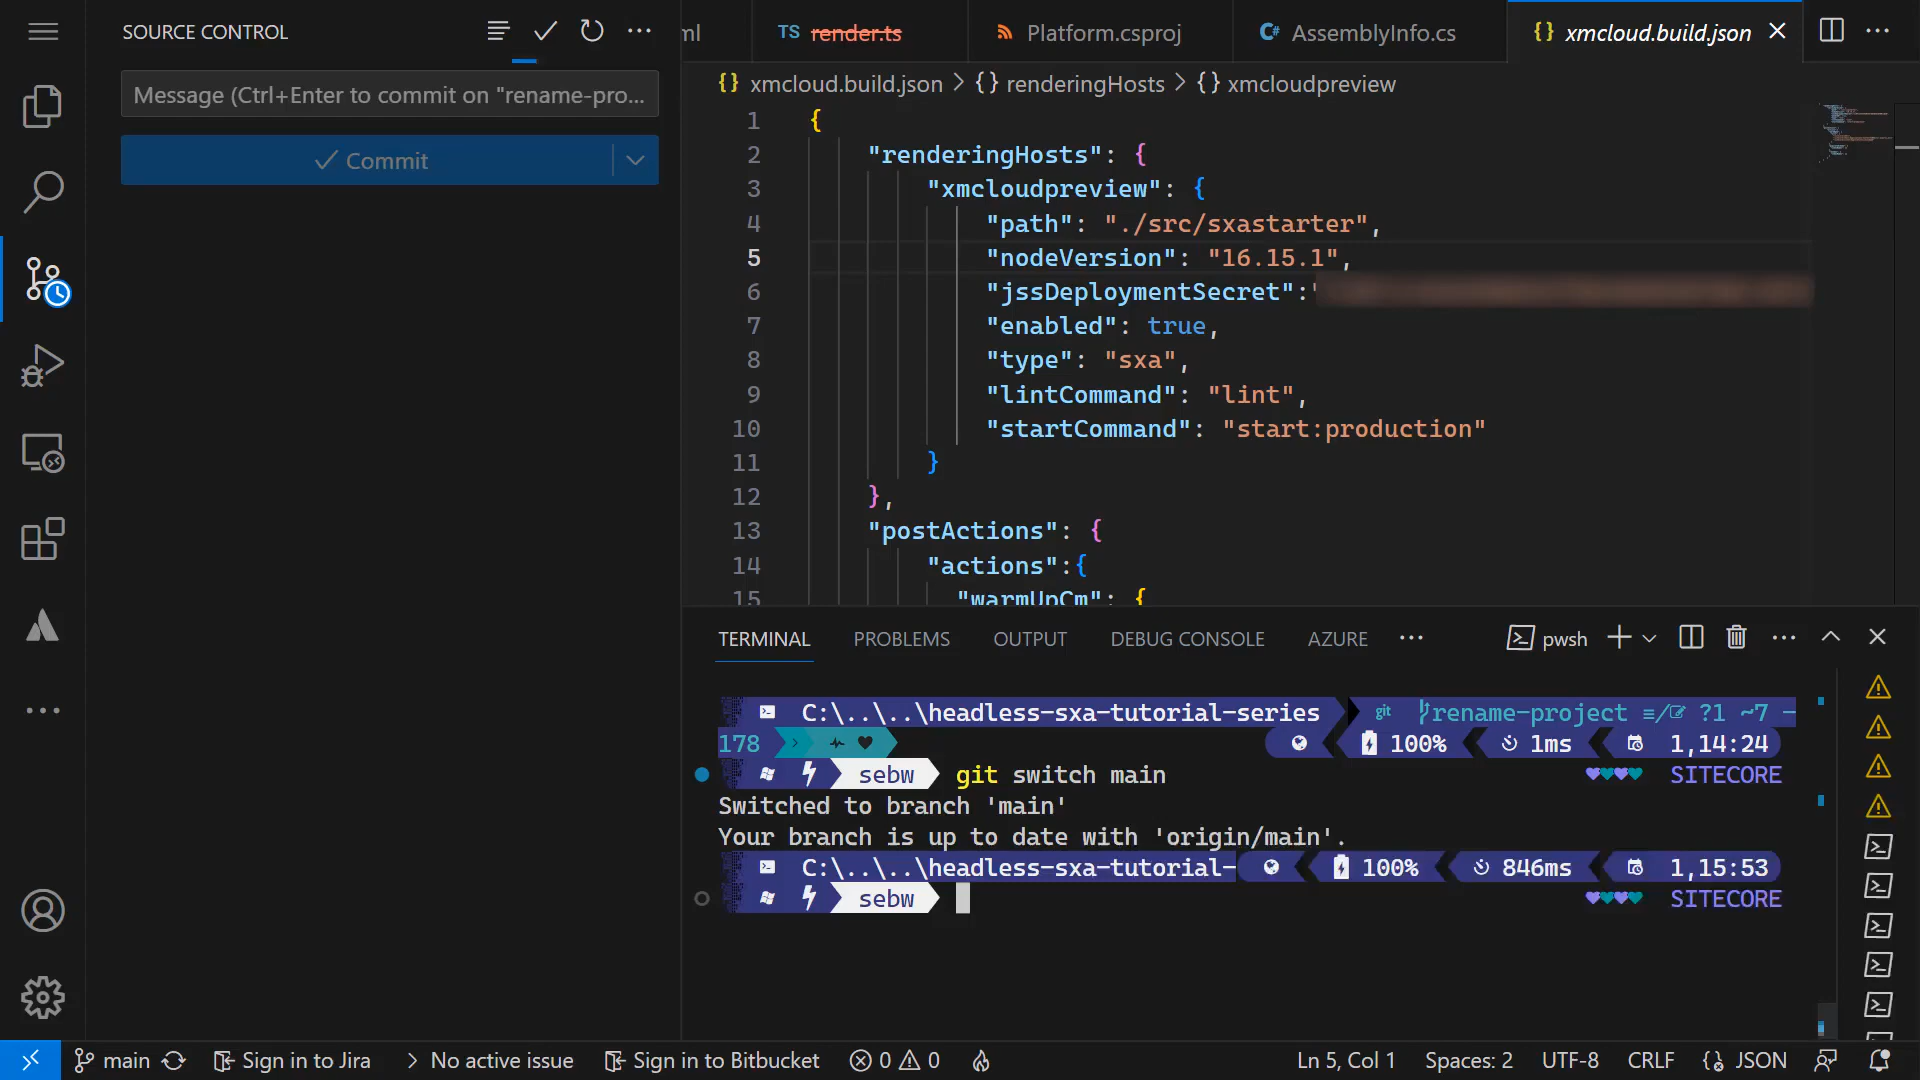 SOURCE CONTROL
Message (Ctrl+Enter to commit on "rename-pro...
Commit
ml
TS render.ts
Platform.csproj
C# AssemblyInfo.cs
{} xmcloud.build.json
{} xmcloud.build.json > {} renderingHosts > {} xmcloudpreview
1 {
2 "renderingHosts": {
3 "xmcloudpreview": {
4 "path": "./src/sxastarter",
5 "nodeVersion": "16.15.1",
6 "jssDeploymentSecret":"
7 "enabled": true,
8 "type": "sxa",
9 "lintCommand": "lint",
10 "startCommand": "start:production"
11 }
12 },
13 "postActions": {
14 "actions":{
15 "warmUpCm": {
TERMINAL PROBLEMS OUTPUT DEBUG CONSOLE AZURE ... pwsh
C:\..\..\headless-sxa-tutorial-series git rename-project ≡/ ?1 ~7 -
178 100% 1ms 1,14:24
sebw git switch main SITECORE
Switched to branch 'main'
Your branch is up to date with 'origin/main'.
C:\..\..\headless-sxa-tutorial- 100% 846ms 1,15:53
sebw SITECORE
main Sign in to Jira > No active issue Sign in to Bitbucket 0 0 Ln 5, Col 1 Spaces: 2 UTF-8 CRLF {} JSON